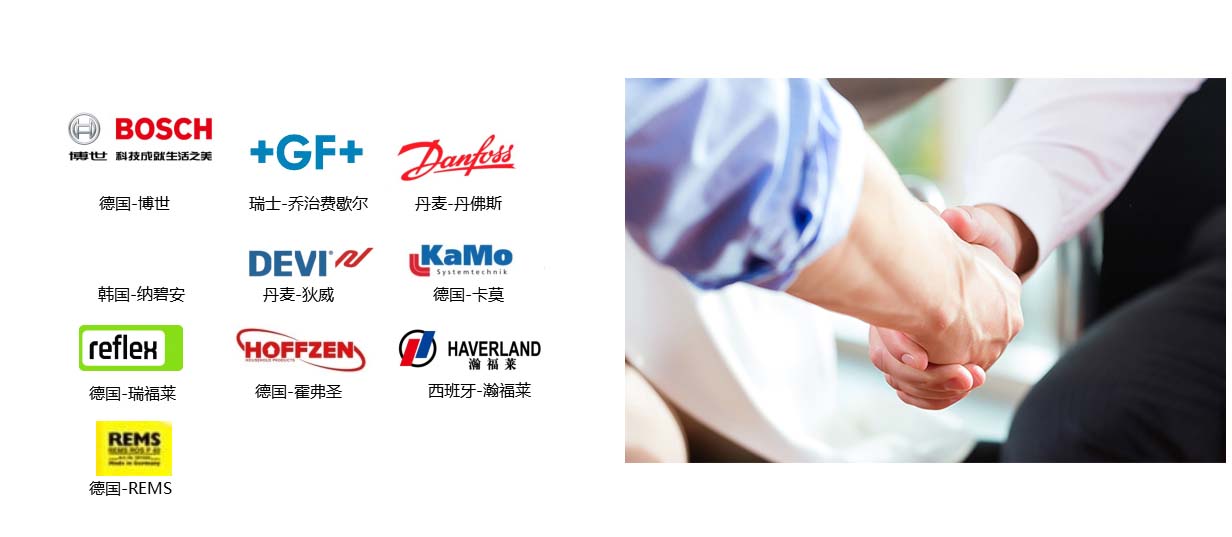 BOSCH
博世 科技成就生活之美
+GF+
Danfoss
德国-博世
瑞士-乔治费歇尔
丹麦-丹佛斯
DEVI
KaMo
Systemtechnik
韩国-纳碧安
丹麦-狄威
德国-卡莫
reflex
HOFFZEN
HOUSEHOLD PRODUCTS
HAVERLAND
瀚福莱
德国-瑞福莱
德国-霍弗圣
西班牙-瀚福莱
REMS
Made in Germany
德国-REMS